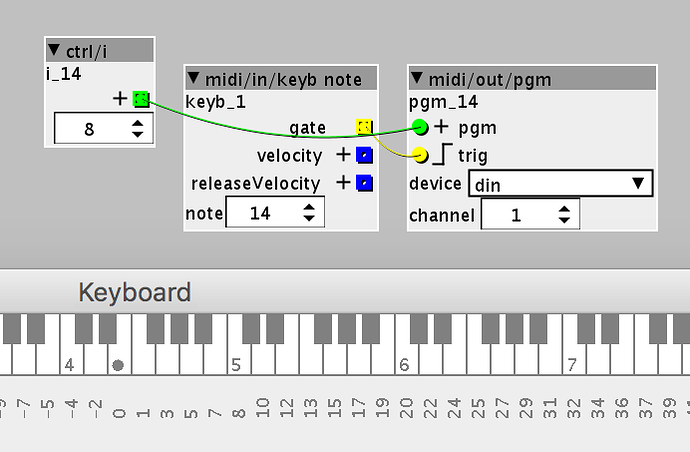 ctrl/i
i_14
+
8
midi/in/keyb note
keyb_1
gate
velocity +
releaseVelocity +
note 14
midi/out/pgm
pgm_14
+ pgm
trig
device din
channel 1
Keyboard
4 5 6 7
-7 -5 -4 -2 0 1 3 5 7 8 10 12 13 15 17 19 20 22 24 25 27 29 31 32 34 36 37 39